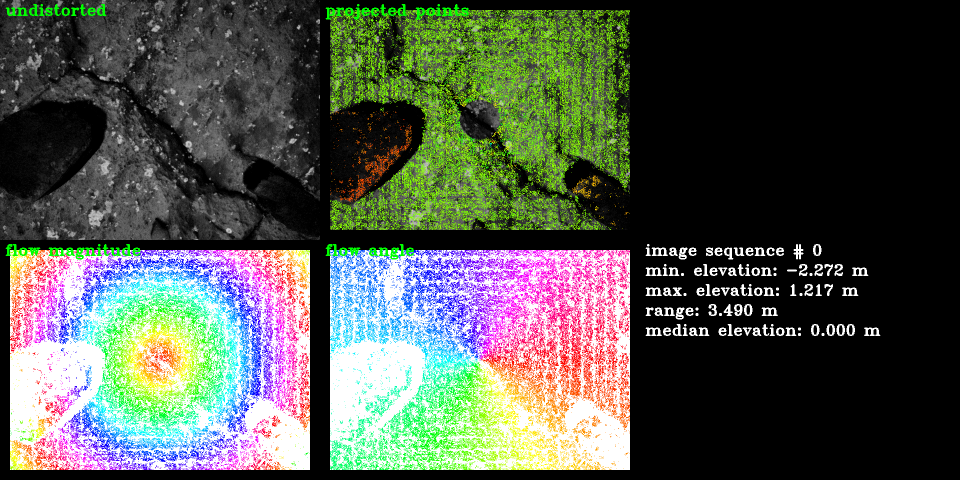 undistorted
projected points
flow magnitude
flow angle
image sequence # 0
min. elevation: -2.272 m
max. elevation: 1.217 m
range: 3.490 m
median elevation: 0.000 m